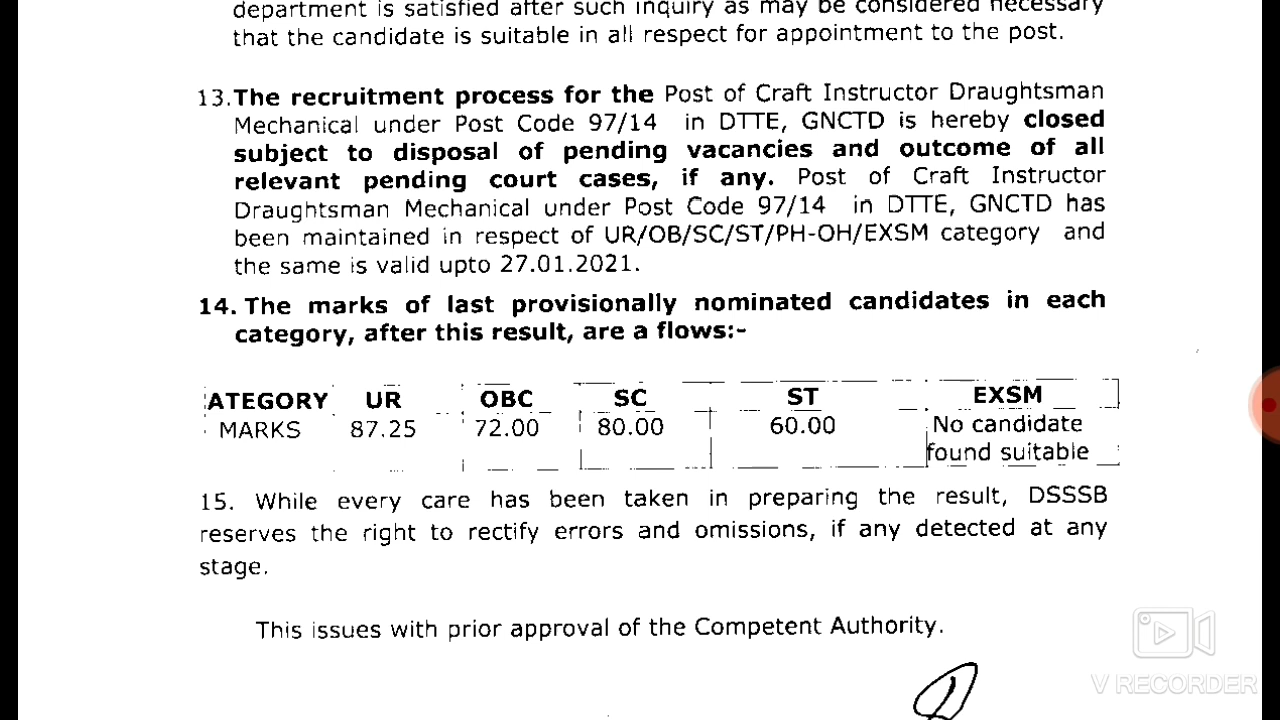 department is satisfied after such inquiry as may be considered necessary
that the candidate is suitable in all respect for appointment to the post.
13.The recruitment process for the Post of Craft Instructor Draughtsman
Mechanical under Post Code 97/14 in DTTE, GNCTD is hereby closed
subject to disposal of pending vacancies and outcome of all
relevant pending court cases, if any. Post of Craft Instructor
Draughtsman Mechanical under Post Code 97/14 in DTTE, GNCTD has
been maintained in respect of UR/OB/SC/ST/PH-OH/EXSM category and
the same is valid upto 27.01.2021.
14. The marks of last provisionally nominated candidates in each
category, after this result, are a flows:-
ATEGORY UR OBC SC ST EXSM
MARKS 87.25 72.00 80.00 60.00 No candidate
found suitable
15. While every care has been taken in preparing the result, DSSSB
reserves the right to rectify errors and omissions, if any detected at any
stage.
This issues with prior approval of the Competent Authority.
V RECORDER